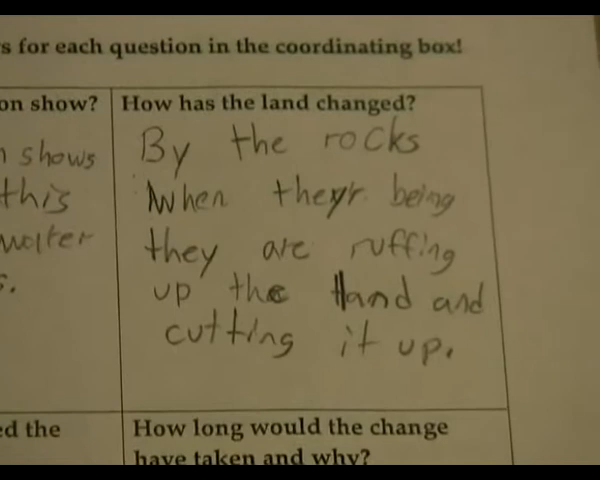 s for each question in the coordinating box!
on show? How has the land changed?
shows
this
water
s.
By the rocks
When they'r being
they are ruffing
up the land and
cutting it up.
ed the
How long would the change
have taken and why?